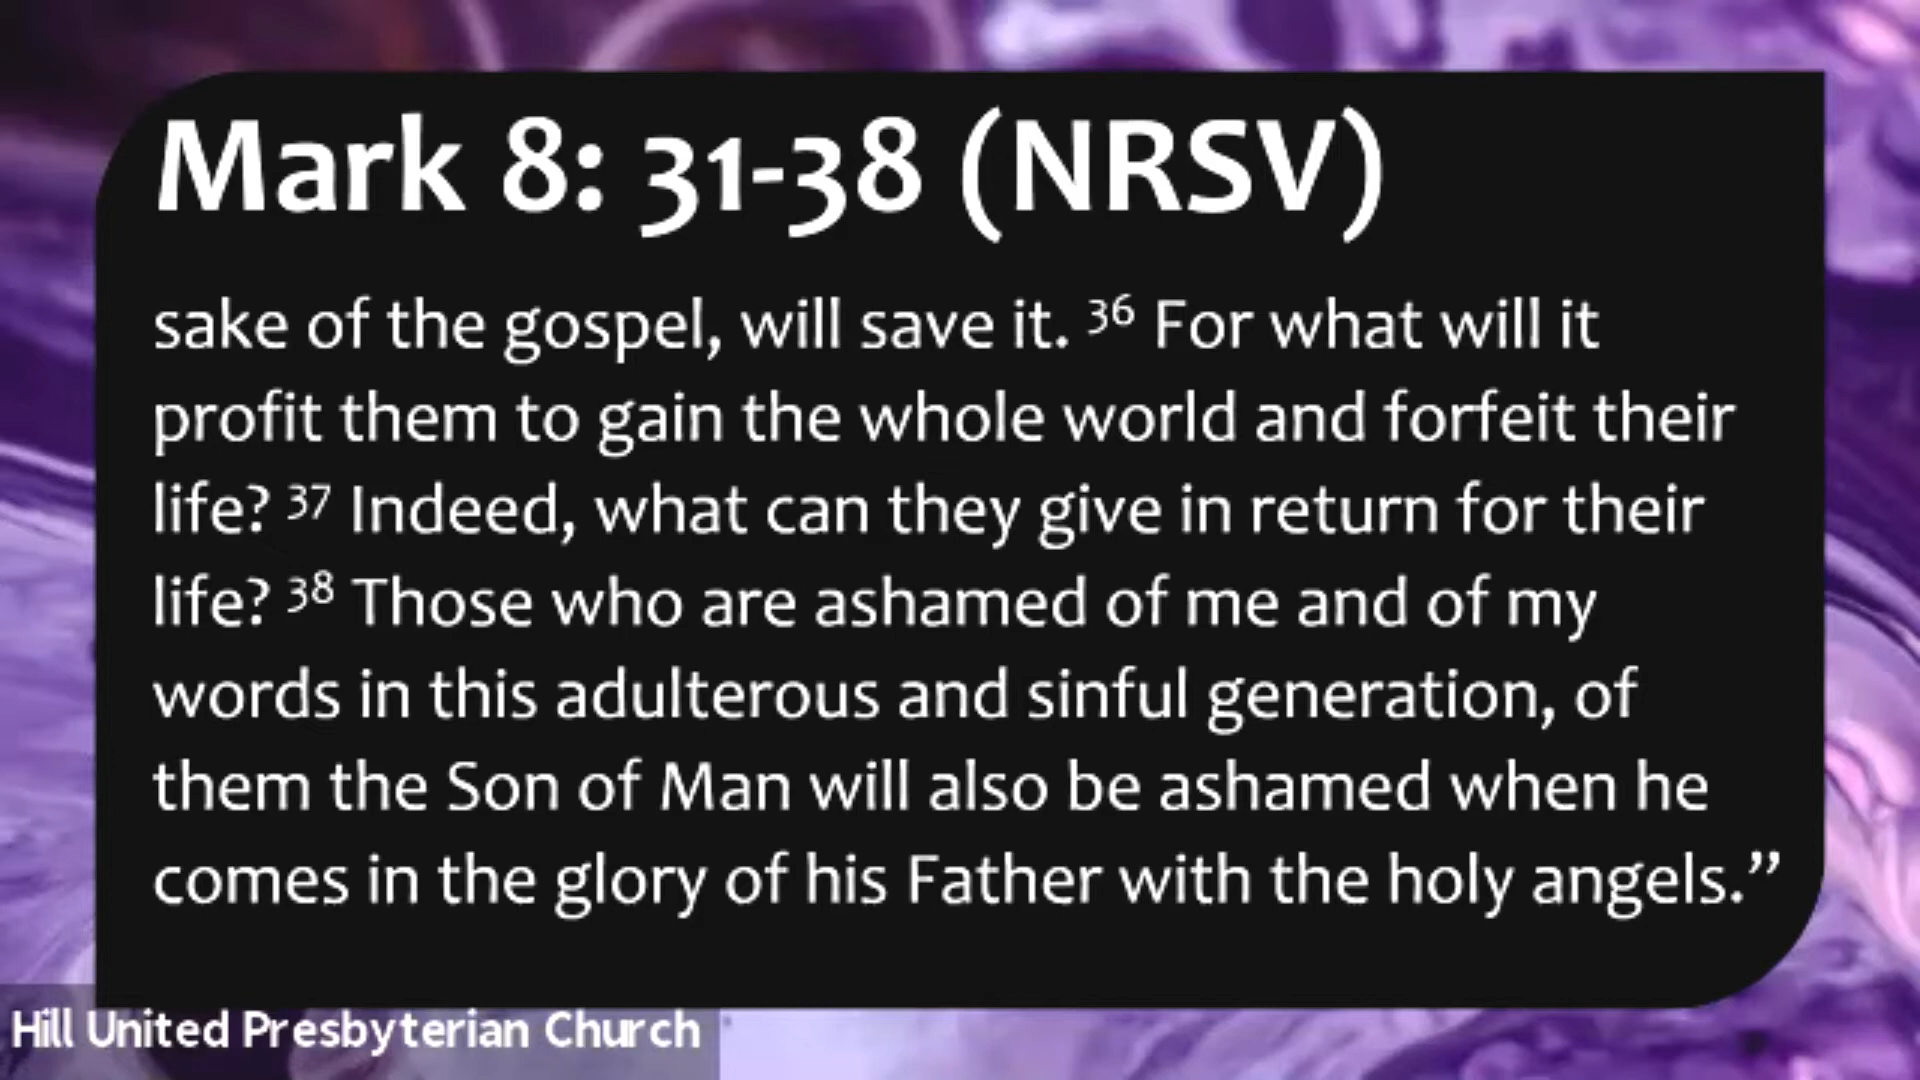 Mark 8: 31-38 (NRSV)
sake of the gospel, will save it. 36 For what will it
profit them to gain the whole world and forfeit their
life? 37 Indeed, what can they give in return for their
life? 38 Those who are ashamed of me and of my
words in this adulterous and sinful generation, of
them the Son of Man will also be ashamed when he
comes in the glory of his Father with the holy angels.”
Hill United Presbyterian Church